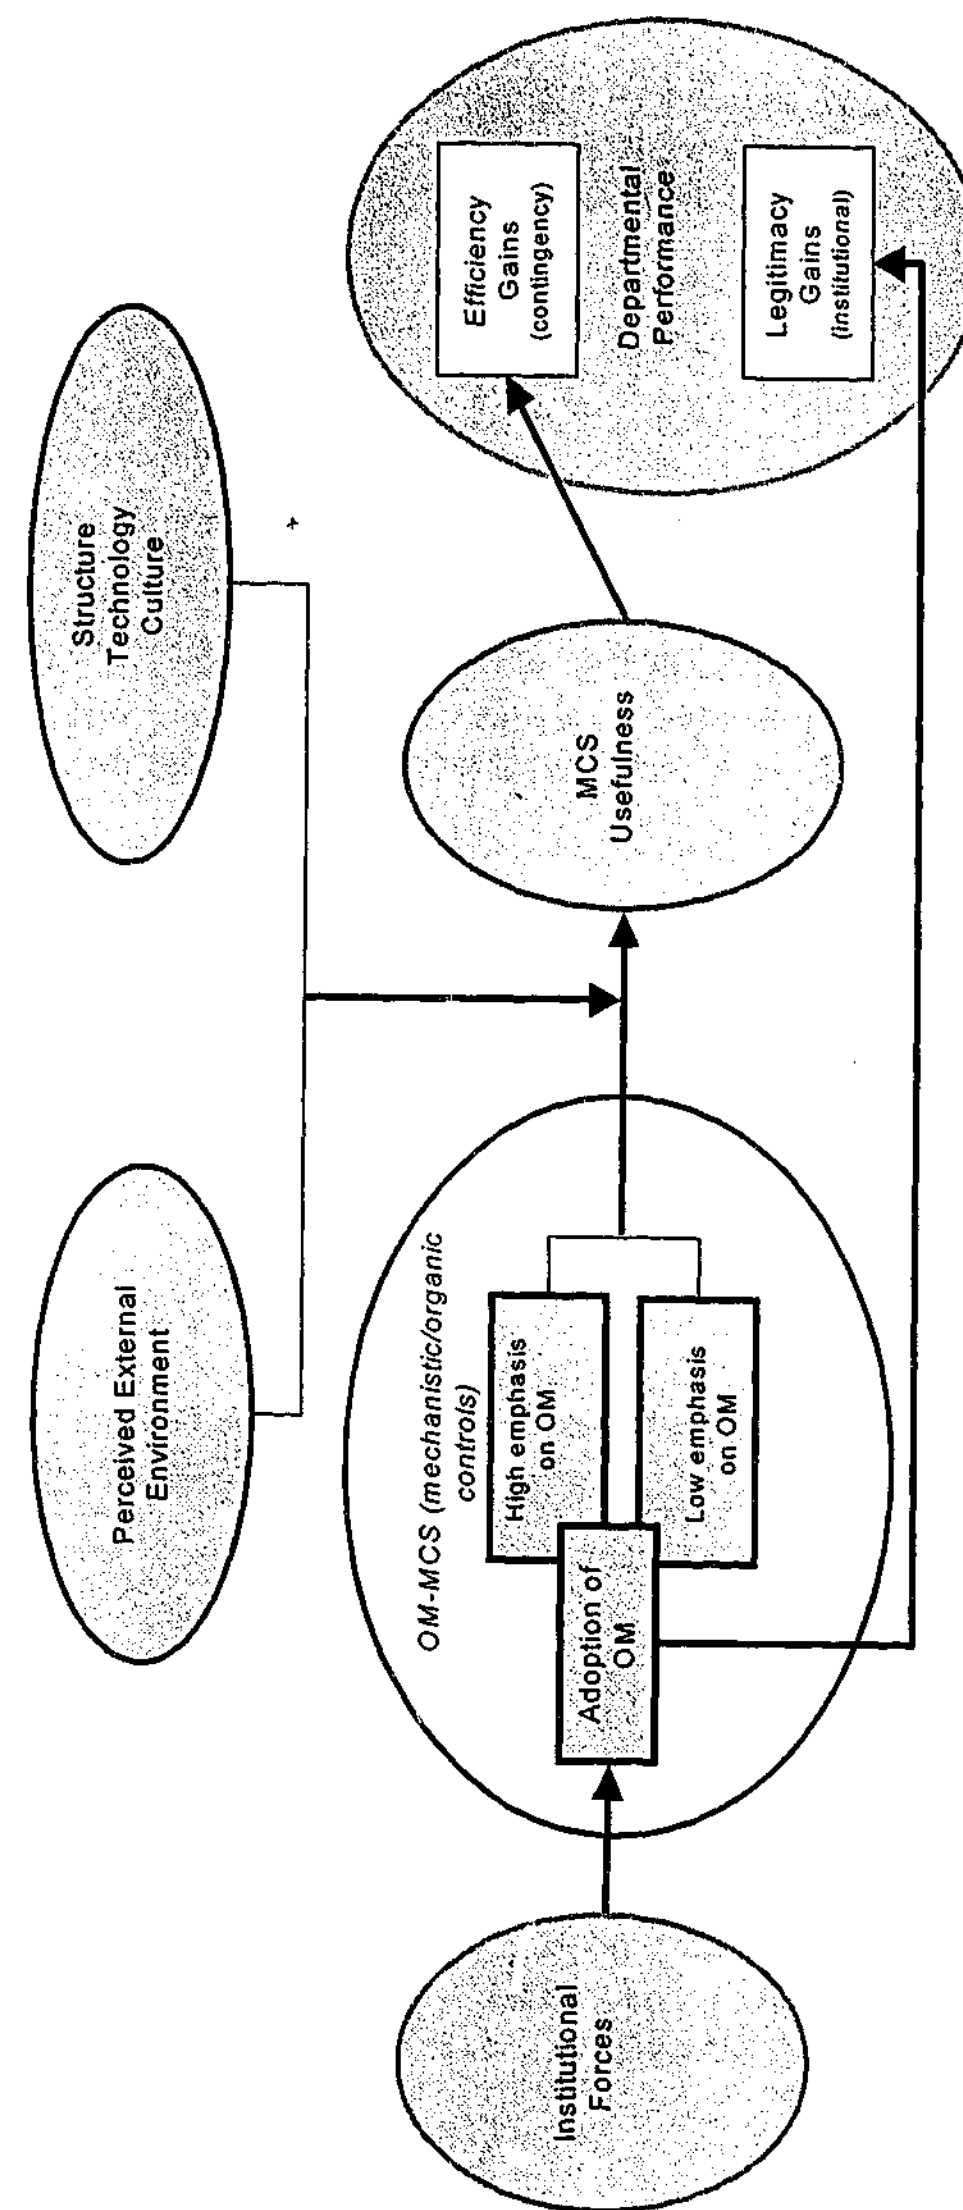 Perceived External
Environment
Structure
Technology
Culture
Institutional
Forces
OM-MCS (mechanistic/organic
controls)
Adoption of
OM
High emphasis
on OM
Low emphasis
on OM
MCS
Usefulness
Efficiency
Gains
(contingency)
Departmental
Performance
Legitimacy
Gains
(institutional)